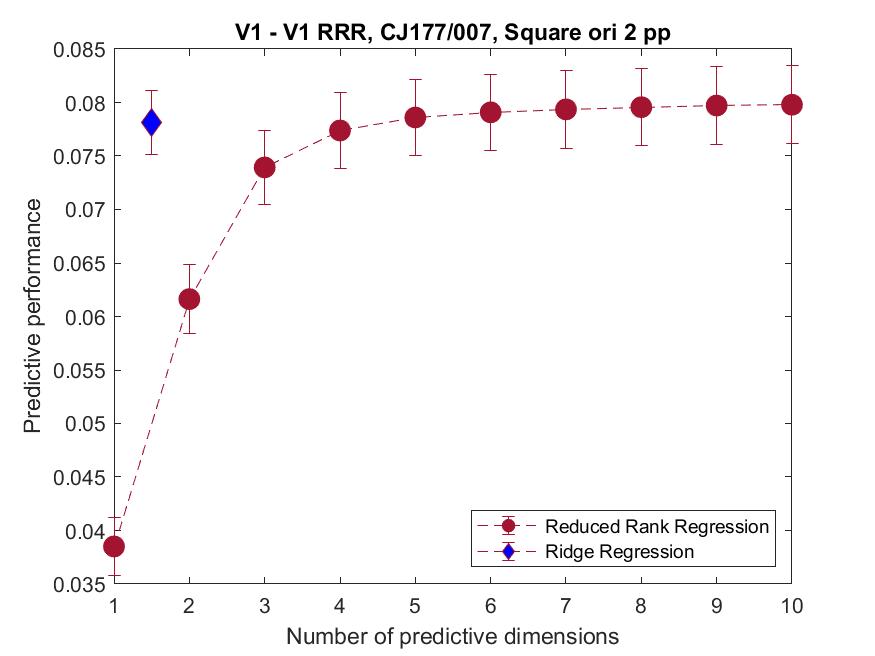 V1 - V1 RRR, CJ177/007, Square ori 2 pp
0.085
0.08
0.075
0.07
0.065
0.06
0.055
0.05
0.045
0.04
0.035
Predictive performance
Reduced Rank Regression
Ridge Regression
1 2 3 4 5 6 7 8 9 10
Number of predictive dimensions